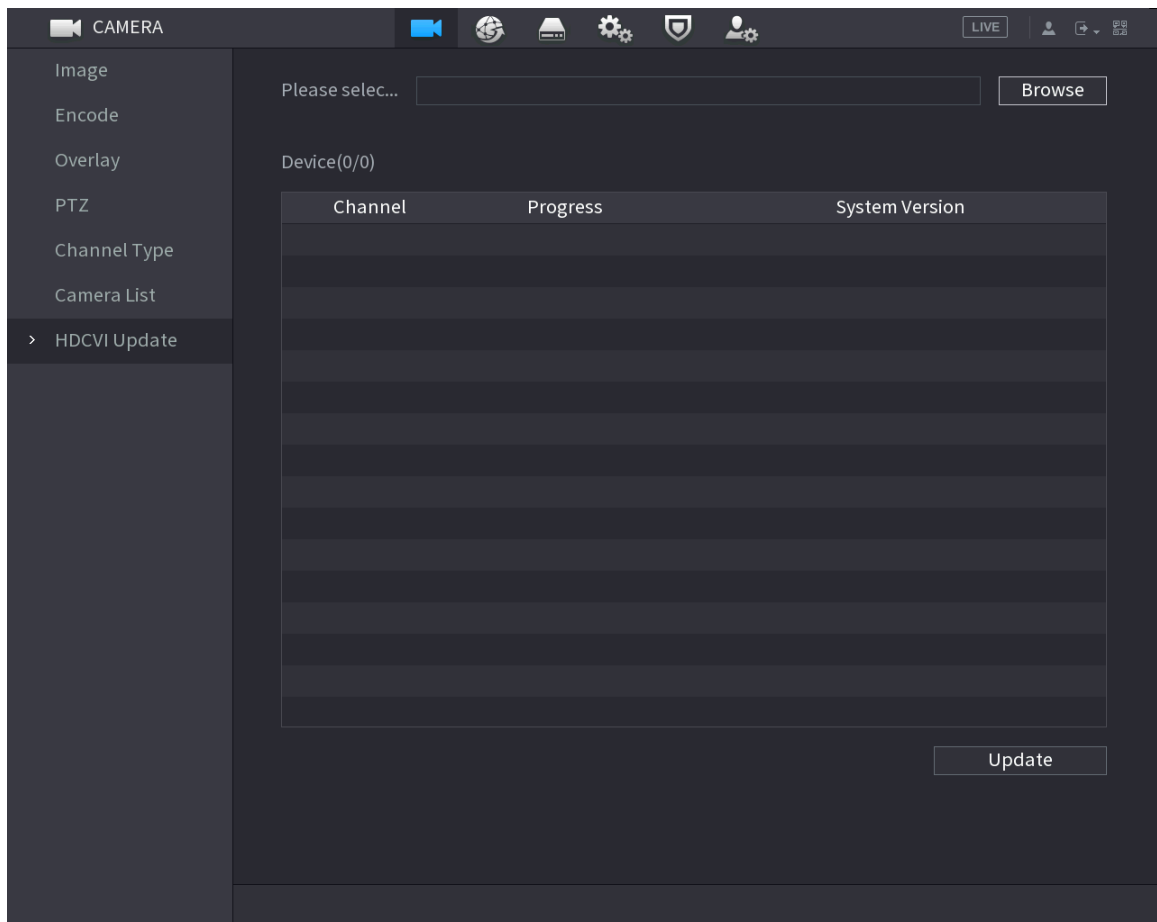 CAMERA
LIVE
Image
Encode
Overlay
PTZ
Channel Type
Camera List
HDCVI Update
Please selec...
Browse
Device(0/0)
Channel Progress System Version
Update